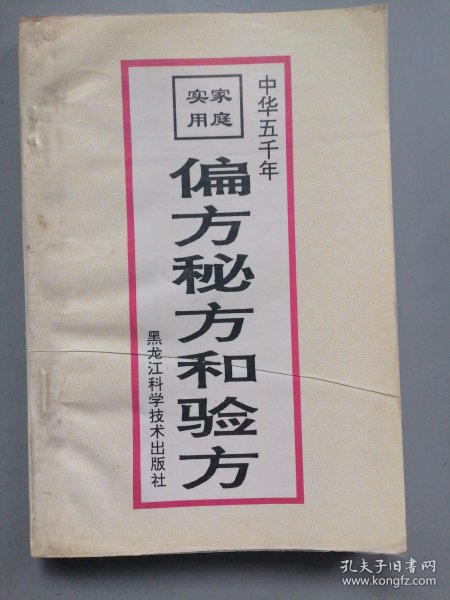 中华五千年
家庭
实用
偏方秘方和验方
黑龙江科学技术出版社
孔夫子旧书网
www.kongfz.com